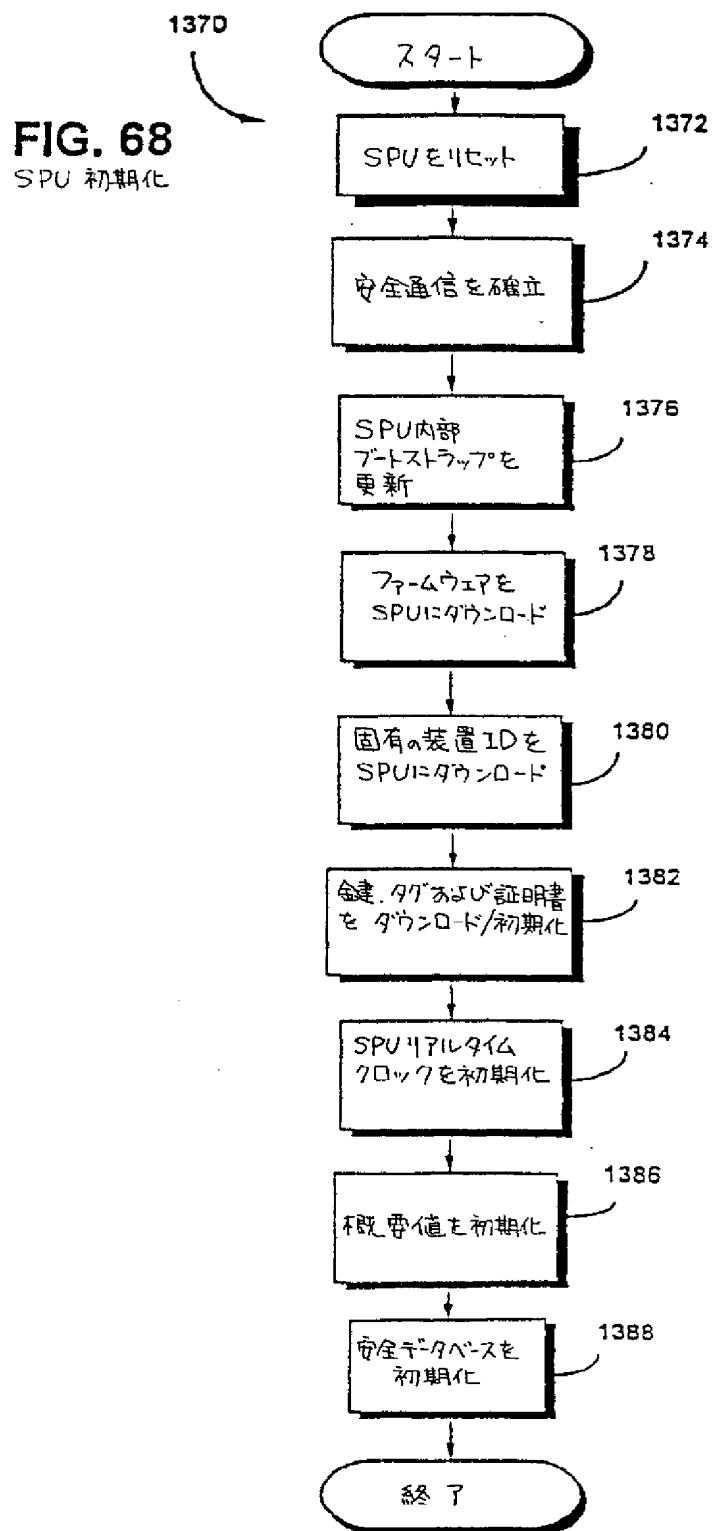 1370
スタート
FIG. 68
SPU 初期化
1372
SPUをリセット
1374
安全通信を確立
1376
SPU内部
ブートストラップを
更新
1378
ファームウェアを
SPUにダウンロード
1380
固有の装置IDを
SPUにダウンロード
1382
鍵、タグおよび証明書
を ダウンロード/初期化
1384
SPUリアルタイム
クロックを初期化
1386
概要値を初期化
1388
安全データベースを
初期化
終了